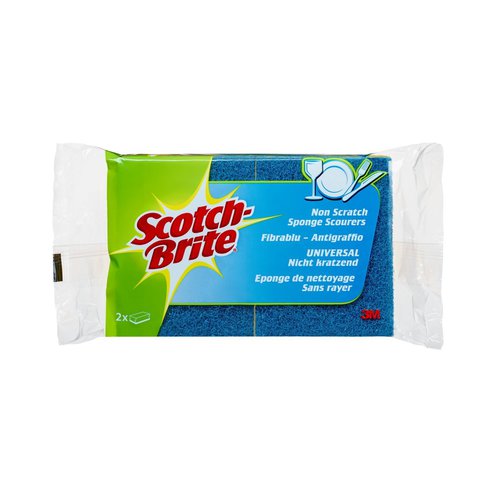 Scotch-
Brite
Non Scratch
Sponge Scourers
Fibrablu – Antigraffio
UNIVERSAL
Nicht kratzend
Eponge de nettoyage
Sans rayer
2x
3M